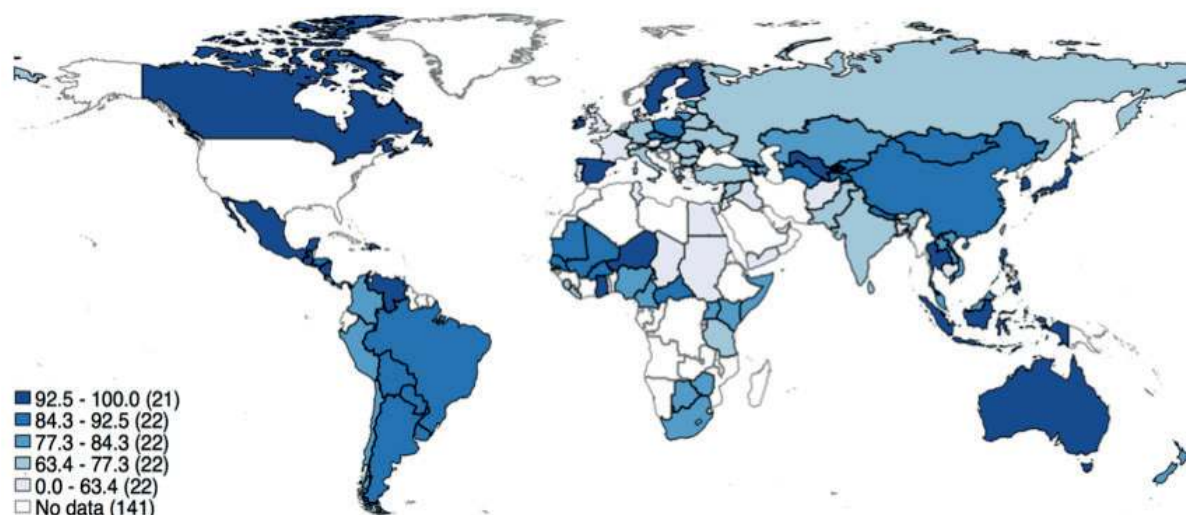 92.5 - 100.0 (21)
84.3 - 92.5 (22)
77.3 - 84.3 (22)
63.4 - 77.3 (22)
0.0 - 63.4 (22)
No data (141)